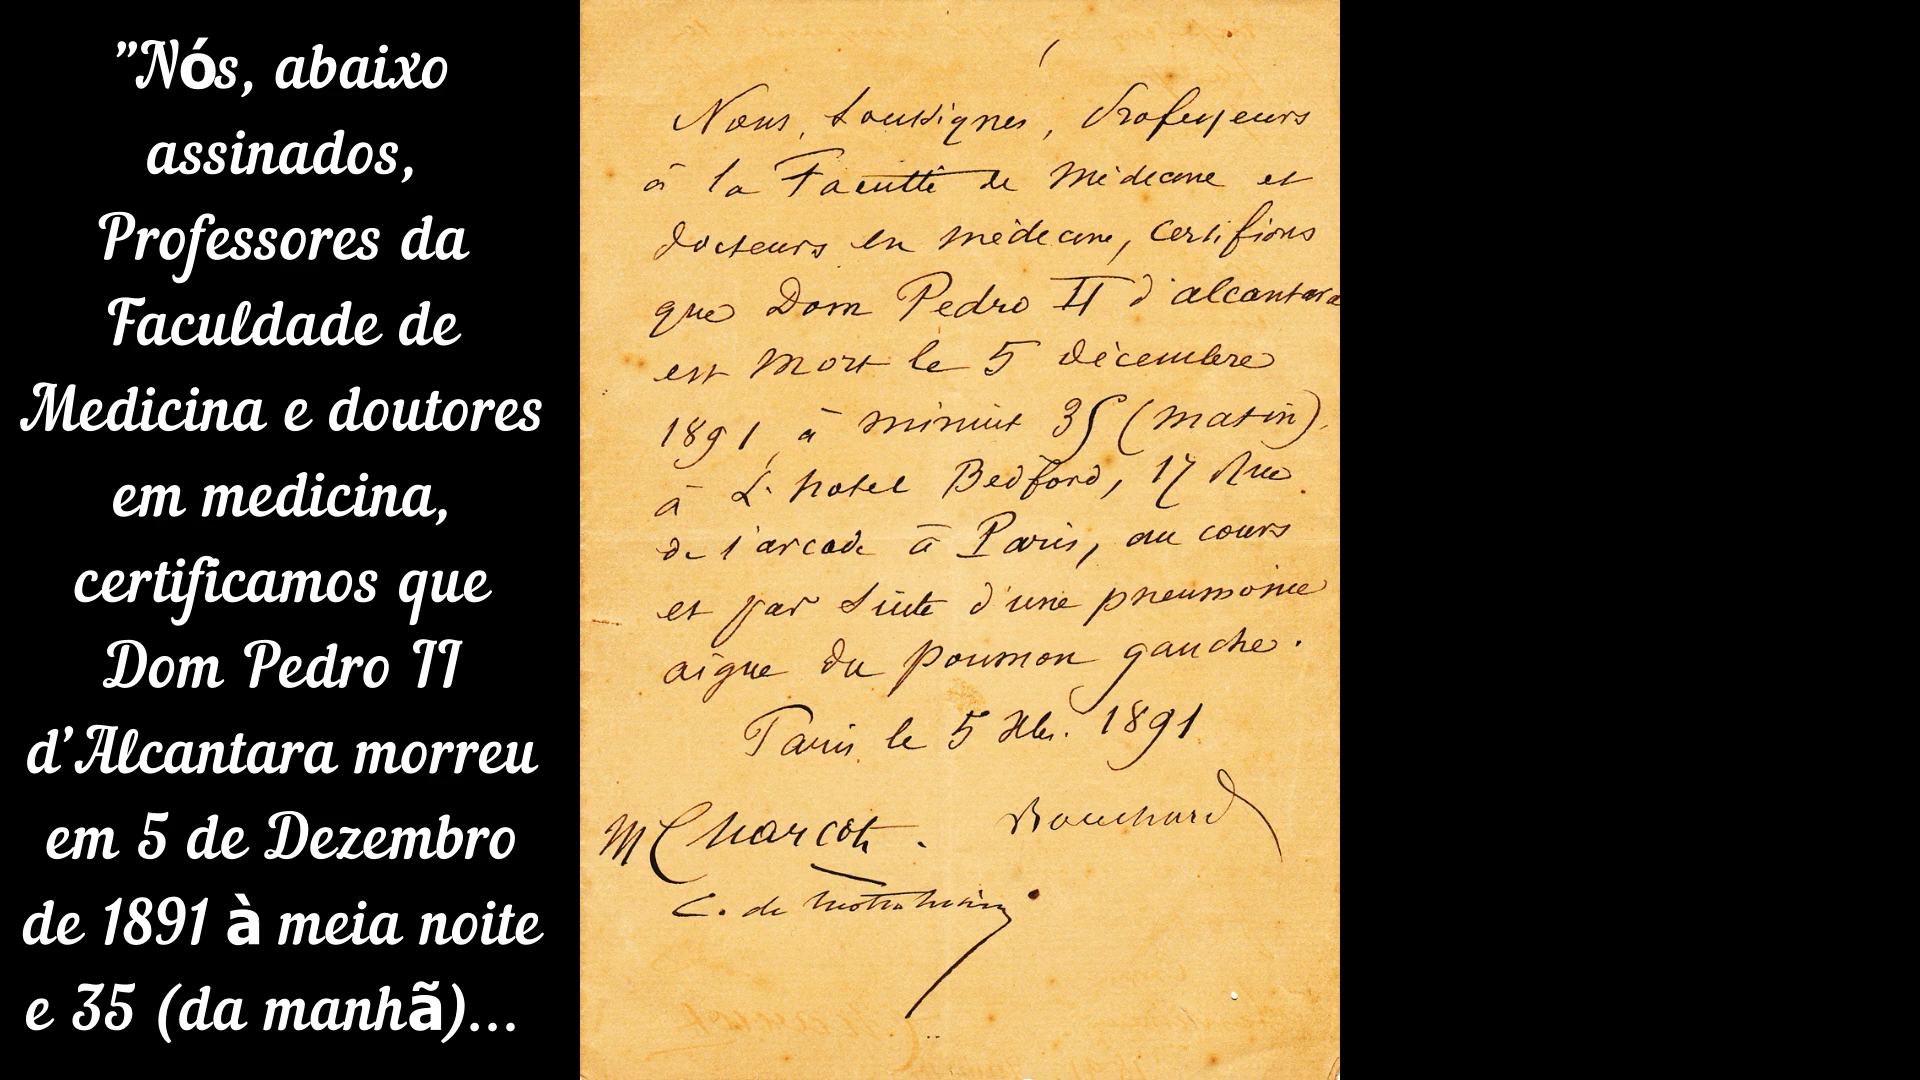 "Nós, abaixo
assinados,
Professores da
Faculdade de
Medicina e doutores
em medicina,
certificamos que
Dom Pedro II
d'Alcantara morreu
em 5 de Dezembro
de 1891 à meia noite
e 35 (da manhã)...
Nous, soussignés, Professeurs
à la Faculté de Médecine et
docteurs en médecine, certifions
que Dom Pedro II d'alcantara
est mort le 5 décembre
1891, à minuit 35 (matin).
à L'hotel Bedford, 17 Rue
de l'arcade à Paris, au cours
et par suite d'une pneumonie
aigue du poumon gauche.
Paris le 5 Xbr. 1891
Charcot. Bouchard
C. de